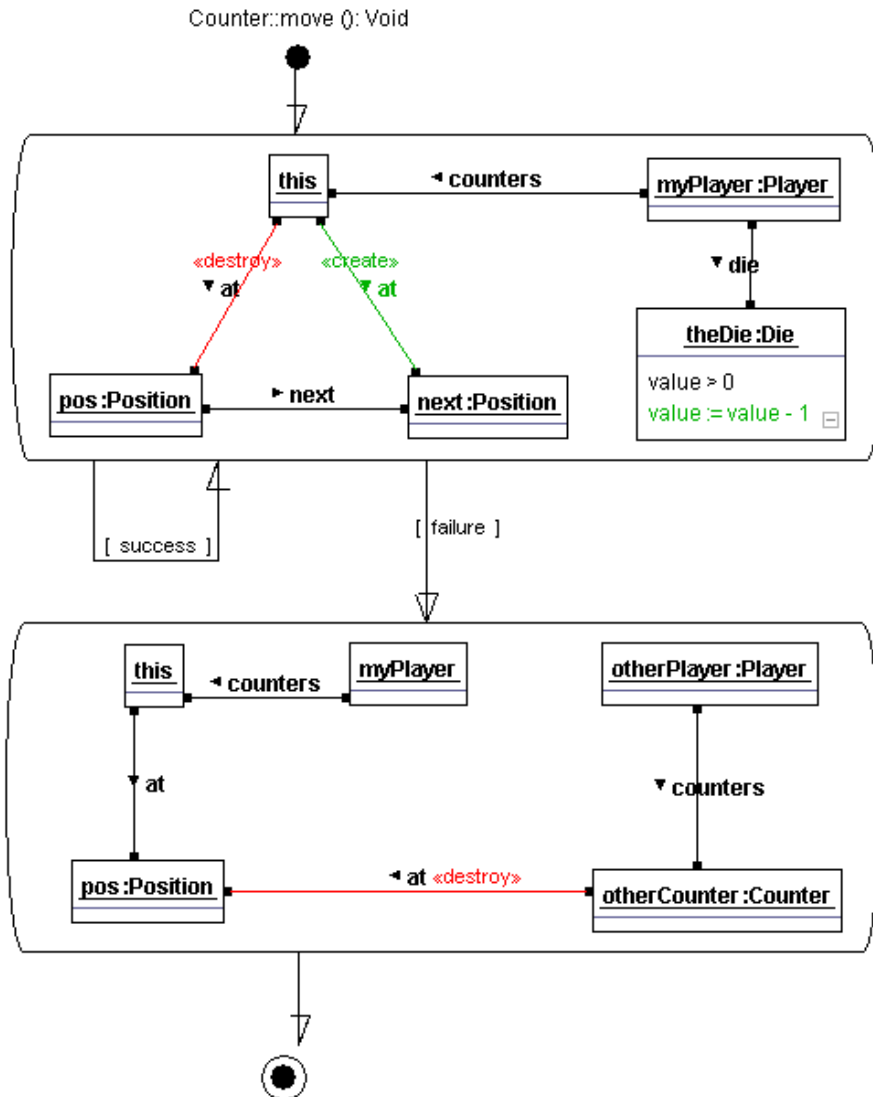 Counter::move (): Void
this
◄ counters
myPlayer :Player
«destroy»
«create»
▼ at
▼ at
▼ die
theDie :Die
value > 0
value := value - 1
pos :Position
► next
next :Position
[ success ]
[ failure ]
this
◄ counters
myPlayer
otherPlayer :Player
▼ at
▼ counters
pos :Position
◄ at «destroy»
otherCounter :Counter